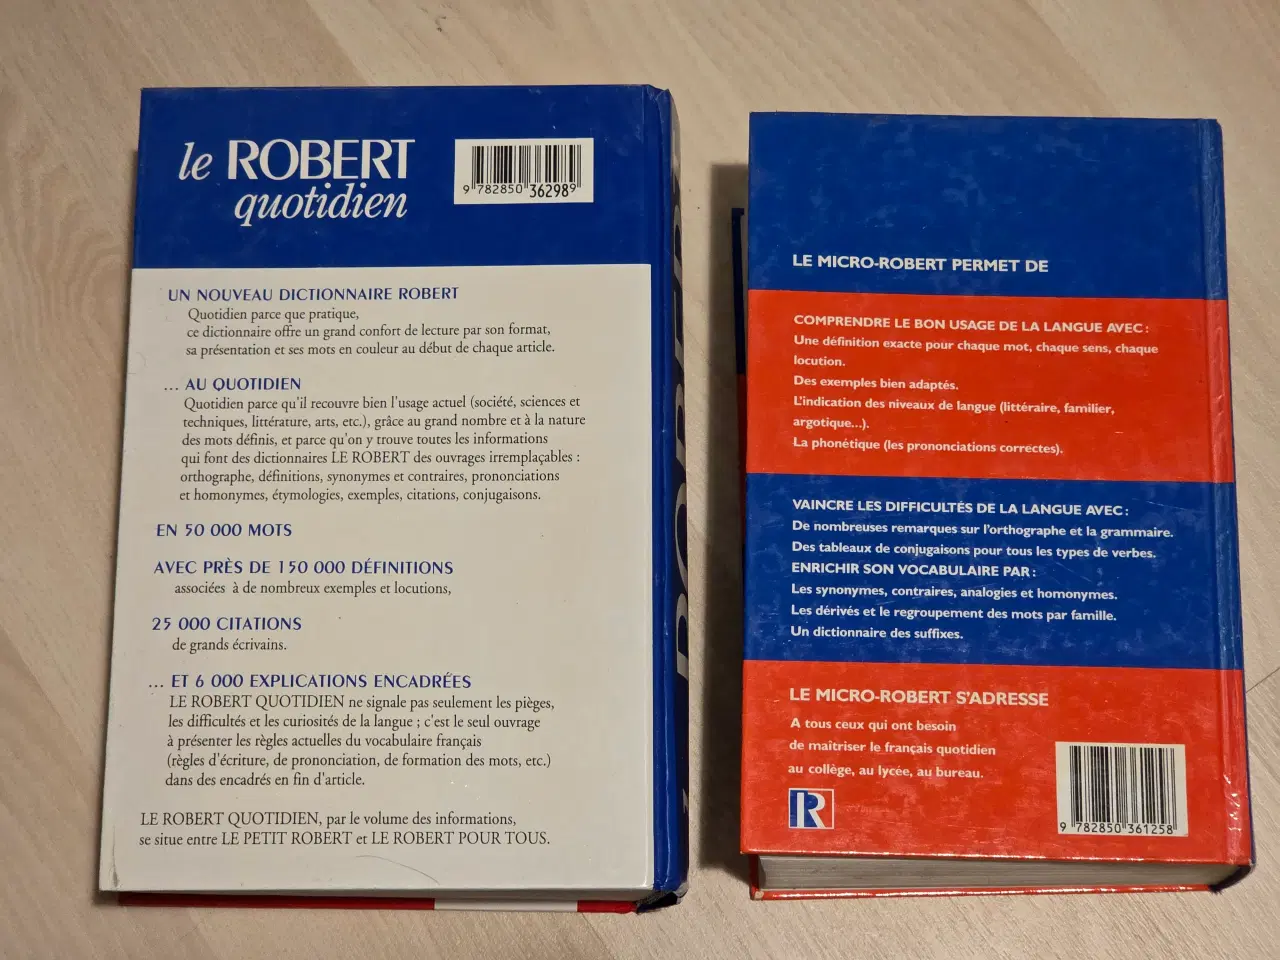 le ROBERT
quotidien
9 782850 362989
UN NOUVEAU DICTIONNAIRE ROBERT
Quotidien parce que pratique,
ce dictionnaire offre un grand confort de lecture par son format,
sa présentation et ses mots en couleur au début de chaque article.
... AU QUOTIDIEN
Quotidien parce qu'il recouvre bien l'usage actuel (société, sciences et
techniques, littérature, arts, etc.), grâce au grand nombre et à la nature
des mots définis, et parce qu'on y trouve toutes les informations
qui font des dictionnaires LE ROBERT des ouvrages irremplaçables :
orthographe, définitions, synonymes et contraires, prononciations
et homonymes, étymologies, exemples, citations, conjugaisons.
EN 50 000 MOTS
AVEC PRÈS DE 150 000 DÉFINITIONS
associées à de nombreux exemples et locutions,
25 000 CITATIONS
de grands écrivains.
... ET 6 000 EXPLICATIONS ENCADRÉES
LE ROBERT QUOTIDIEN ne signale pas seulement les pièges,
les difficultés et les curiosités de la langue ; c'est le seul ouvrage
à présenter les règles actuelles du vocabulaire français
(règles d'écriture, de prononciation, de formation des mots, etc.)
dans des encadrés en fin d'article.
LE ROBERT QUOTIDIEN, par le volume des informations,
se situe entre LE PETIT ROBERT et LE ROBERT POUR TOUS.
LE MICRO-ROBERT PERMET DE
COMPRENDRE LE BON USAGE DE LA LANGUE AVEC :
Une définition exacte pour chaque mot, chaque sens, chaque
locution.
Des exemples bien adaptés.
L'indication des niveaux de langue (littéraire, familier,
argotique...).
La phonétique (les prononciations correctes).
VAINCRE LES DIFFICULTÉS DE LA LANGUE AVEC :
De nombreuses remarques sur l'orthographe et la grammaire.
Des tableaux de conjugaisons pour tous les types de verbes.
ENRICHIR SON VOCABULAIRE PAR :
Les synonymes, contraires, analogies et homonymes.
Les dérivés et le regroupement des mots par famille.
Un dictionnaire des suffixes.
LE MICRO-ROBERT S'ADRESSE
A tous ceux qui ont besoin
de maîtriser le français quotidien
au collège, au lycée, au bureau.
R
9 782850 361258